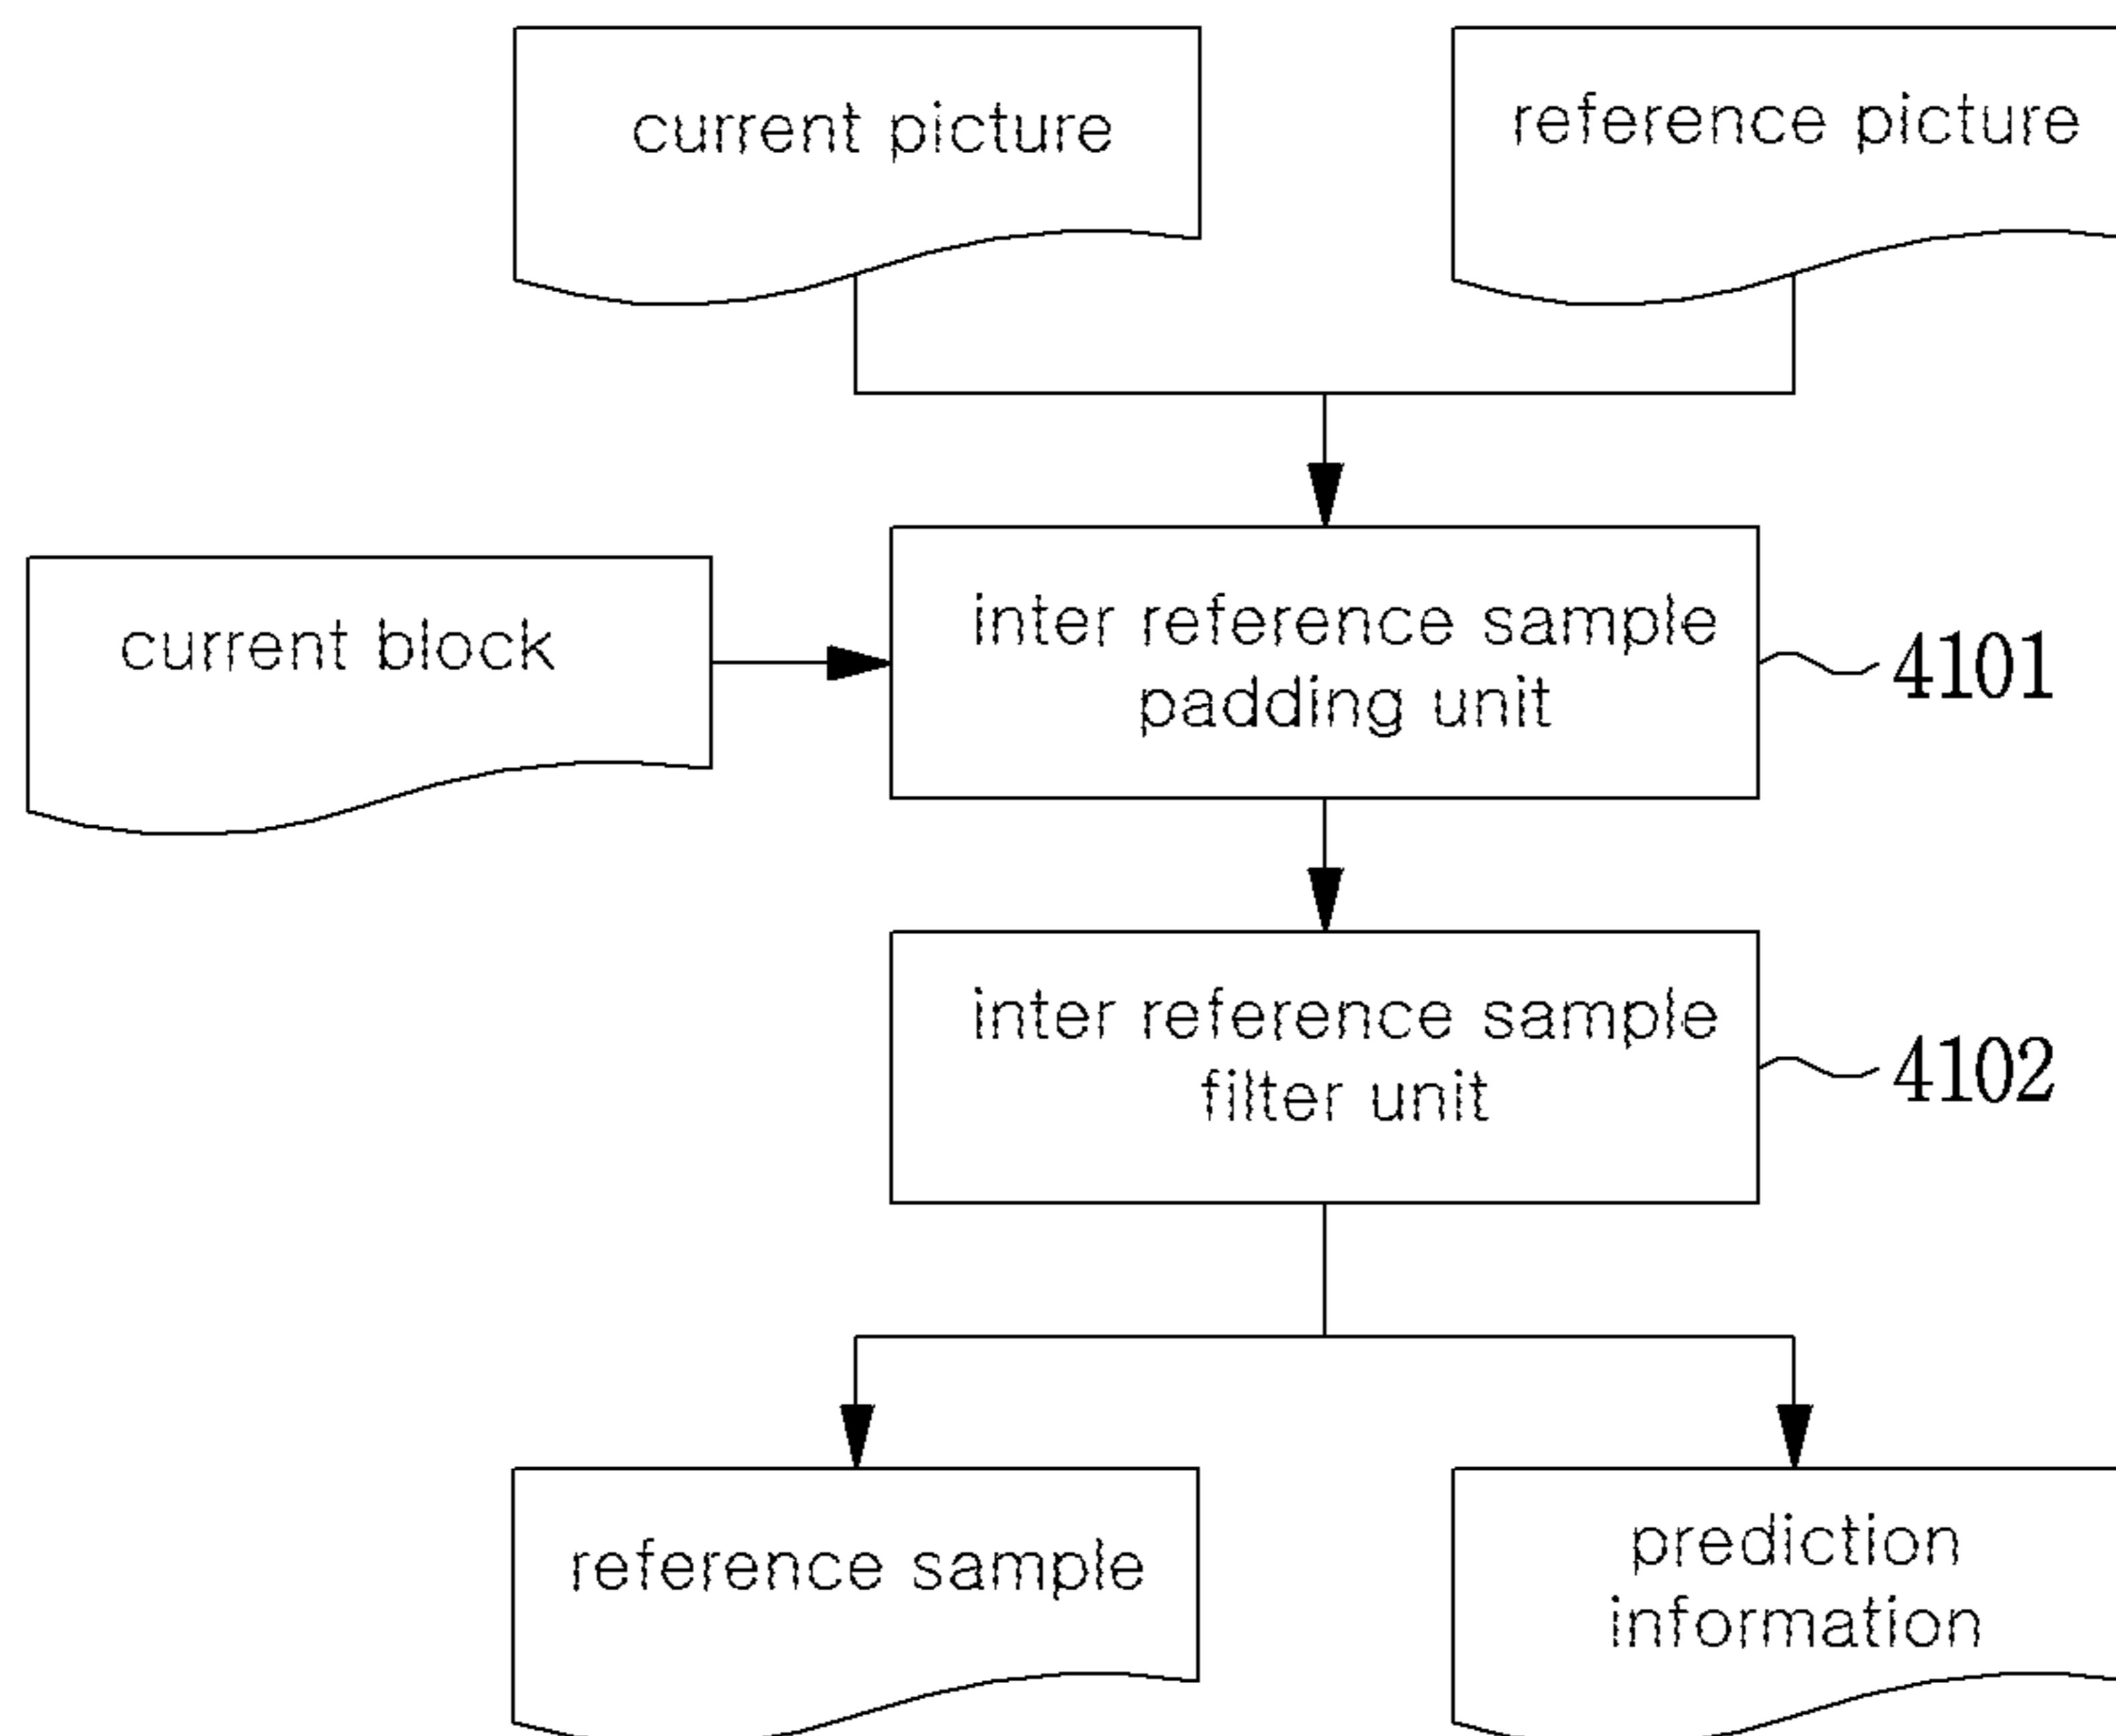 current picture
reference picture
current block
inter reference sample
padding unit
4101
inter reference sample
filter unit
4102
reference sample
prediction
information